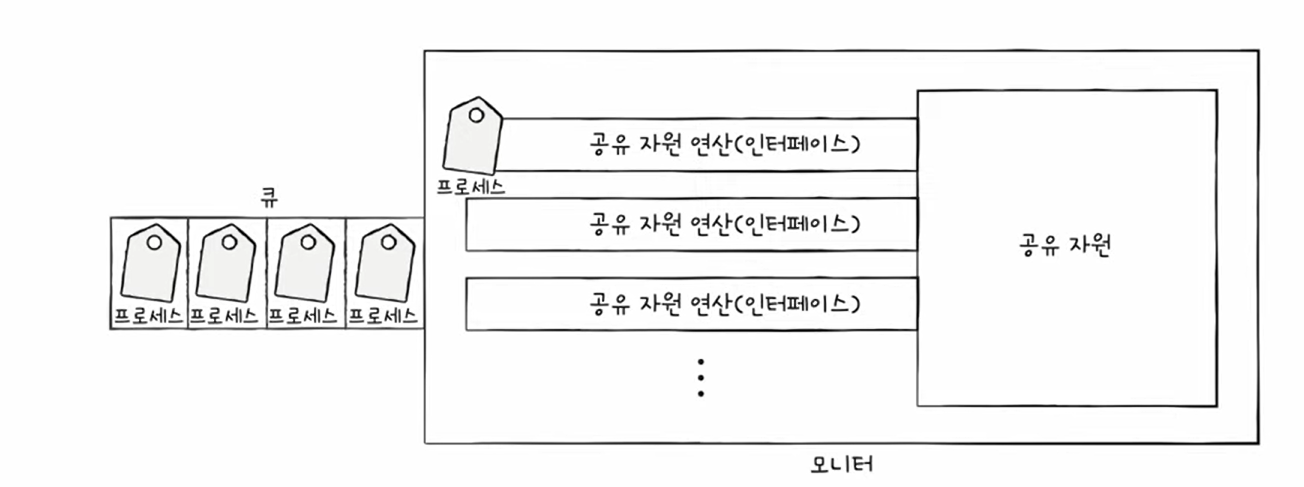 공유 자원 연산(인터페이스)
프로세스
큐
공유 자원 연산(인터페이스)
공유 자원
프로세스 프로세스 프로세스 프로세스
공유 자원 연산(인터페이스)
모니터